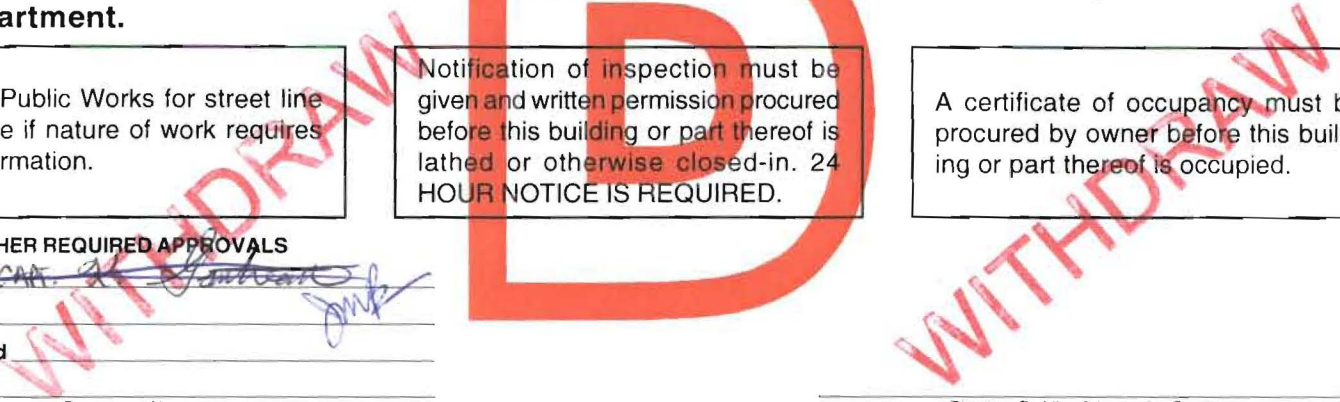 artment.
Public Works for street line
e if nature of work requires
rmation.
Notification of inspection must be
given and written permission procured
before this building or part thereof is
lathed or otherwise closed-in. 24
HOUR NOTICE IS REQUIRED.
A certificate of occupancy must b
procured by owner before this buil
ing or part thereof is occupied.
HER REQUIRED APPROVALS
d
D
WITHDRAW
WITHDRAW